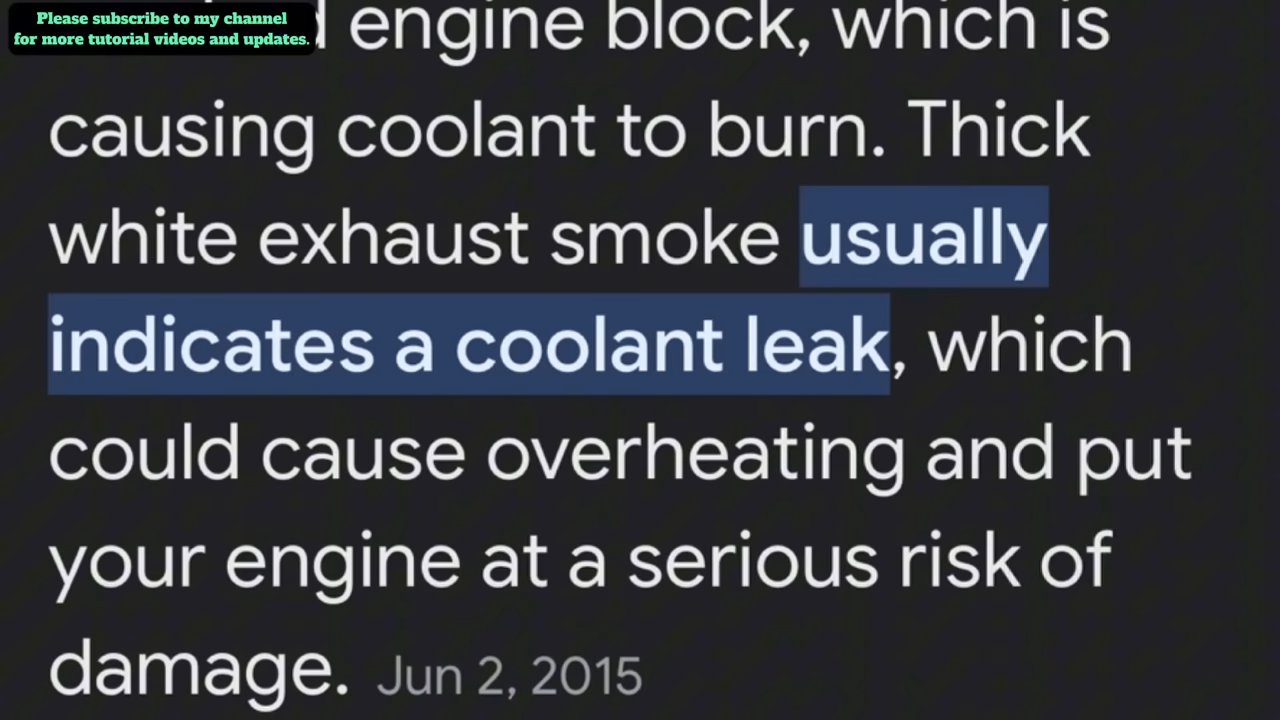 Please subscribe to my channel
for more tutorial videos and updates.
engine block, which is
causing coolant to burn. Thick
white exhaust smoke usually
indicates a coolant leak, which
could cause overheating and put
your engine at a serious risk of
damage. Jun 2, 2015